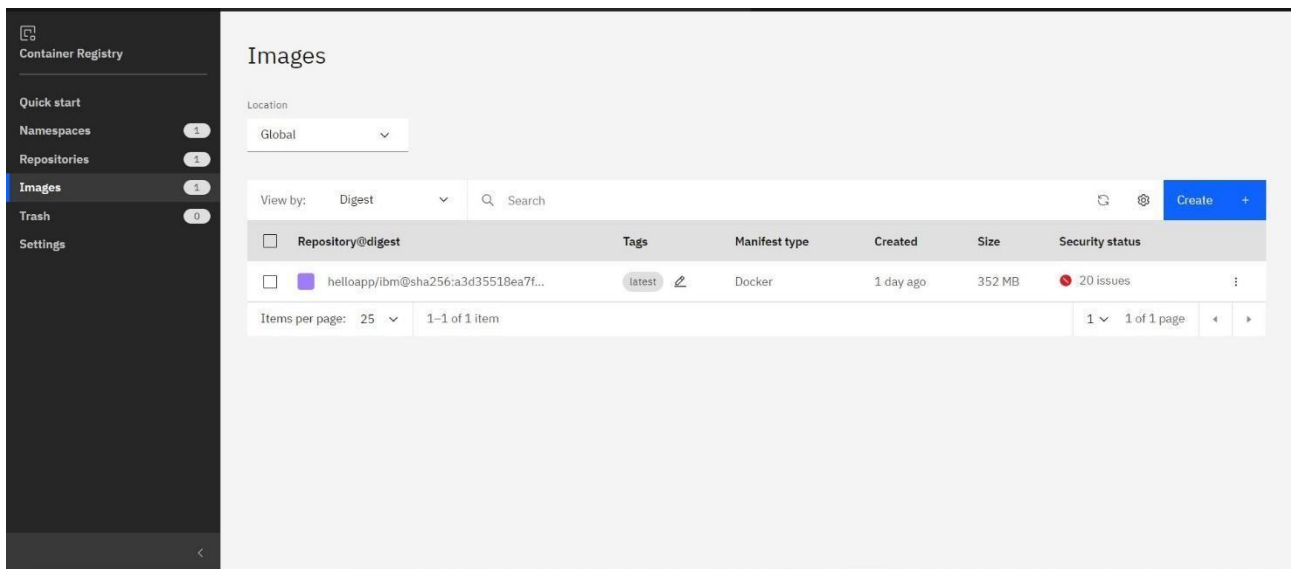 Container Registry
Quick start
Namespaces 1
Repositories 1
Images 1
Trash 0
Settings
Images
Location
Global
View by: Digest Search Create +
Repository@digest Tags Manifest type Created Size Security status
helloapp/ibm@sha256:a3d35518ea7f... latest Docker 1 day ago 352 MB 20 issues
Items per page: 25 1–1 of 1 item 1 1 of 1 page